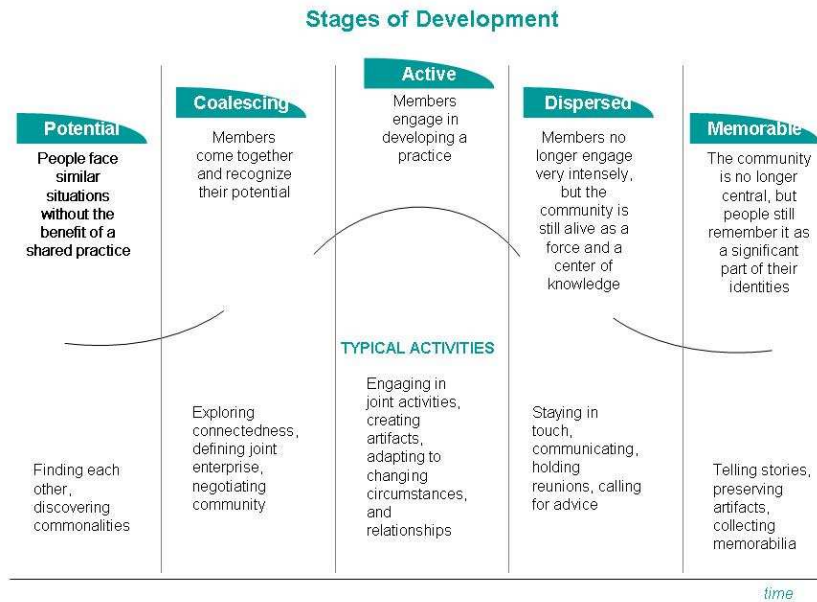 Stages of Development
Potential
People face
similar
situations
without the
benefit of a
shared practice
Coalescing
Members
come together
and recognize
their potential
Active
Members
engage in
developing a
practice
Dispersed
Members no
longer engage
very intensely,
but the
community is
still alive as a
force and a
center of
knowledge
Memorable
The community
is no longer
central, but
people still
remember it as
a significant
part of their
identities
TYPICAL ACTIVITIES
Finding each
other,
discovering
commonalities
Exploring
connectedness,
defining joint
enterprise,
negotiating
community
Engaging in
joint activities,
creating
artifacts,
adapting to
changing
circumstances,
and
relationships
Staying in
touch,
communicating,
holding
reunions, calling
for advice
Telling stories,
preserving
artifacts,
collecting
memorabilia
time